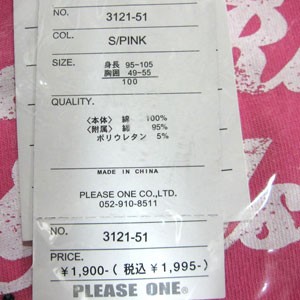 NO. 3121-51
COL. S/PINK
SIZE. 身長 95-105
胸囲 49-55
100
QUALITY.
〈本体〉 綿 100%
〈附属〉 綿 95%
ポリウレタン 5%
MADE IN CHINA
PLEASE ONE CO.,LTD.
052-910-8511
NO. 3121-51
PRICE.
¥1,900-(税込¥1,995-)
PLEASE ONE®